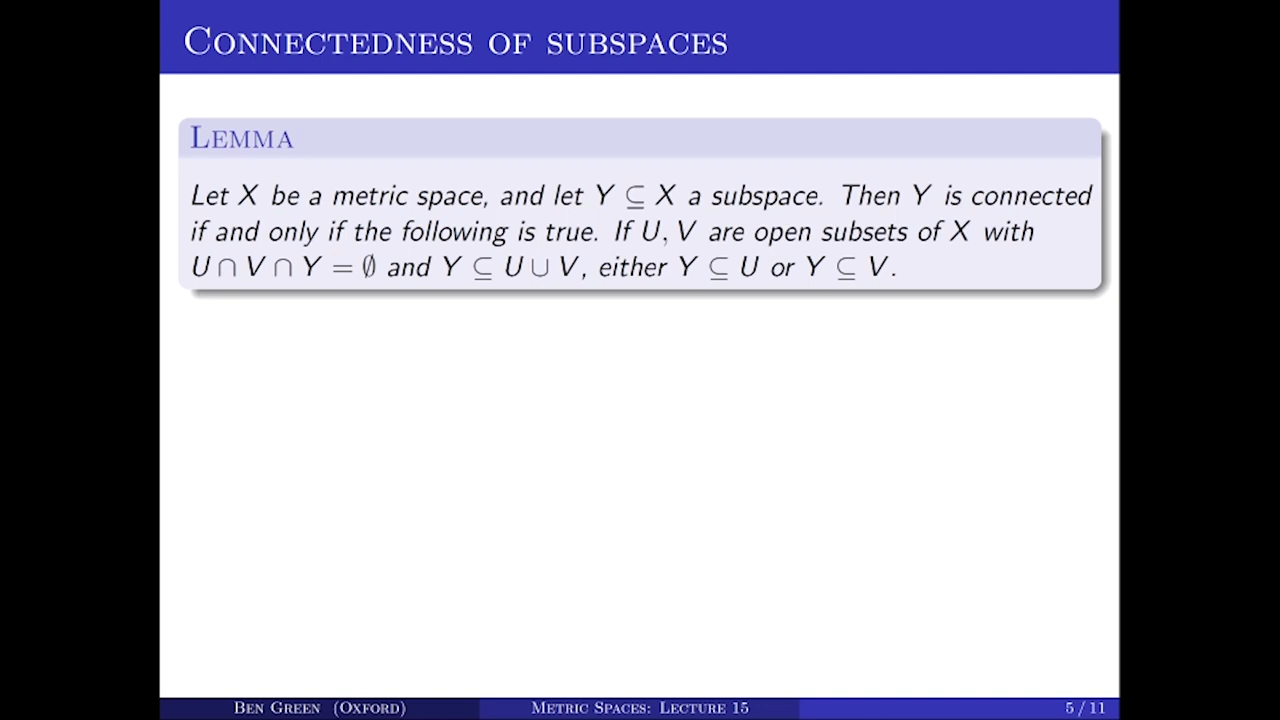 CONNECTEDNESS OF SUBSPACES
LEMMA
Let X be a metric space, and let Y ⊆ X a subspace. Then Y is connected
if and only if the following is true. If U, V are open subsets of X with
U ∩ V ∩ Y = ∅ and Y ⊆ U ∪ V, either Y ⊆ U or Y ⊆ V.
BEN GREEN (OXFORD) METRIC SPACES: LECTURE 15 5 / 11